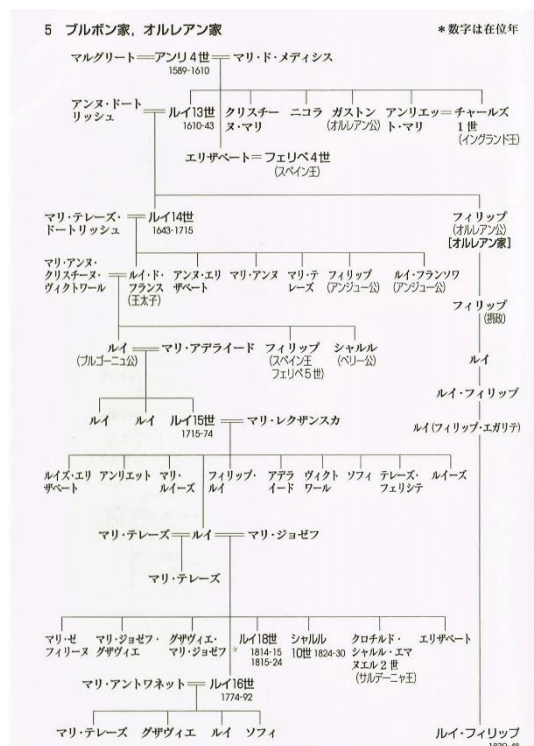 5 ブルボン家，オルレアン家
＊数字は在位年
マルグリート
アンリ4世
1589-1610
マリ・ド・メディシス
アンヌ・ドート
リッシュ
ルイ13世
1610-43
クリスチー
ヌ・マリ
ニコラ
ガストン
(オルレアン公)
アンリエッ
ト・マリ
チャールズ
1世
(イングランド王)
エリザベート
フェリペ4世
(スペイン王)
マリ・テレーズ・
ドートリッシュ
ルイ14世
1643-1715
フィリップ
(オルレアン公)
[オルレアン家]
マリ・アンヌ・
クリスチーヌ・
ヴィクトワール
ルイ・ド・
フランス
(王太子)
アンヌ・エリ
ザベート
マリ・アンヌ
マリ・テ
レーズ
フィリップ
(アンジュー公)
ルイ・フランソワ
(アンジュー公)
フィリップ
(摂政)
ルイ
(ブルゴーニュ公)
マリ・アデライード
フィリップ
(スペイン王
フェリペ5世)
シャルル
(ベリー公)
ルイ
ルイ・フィリップ
ルイ
ルイ
ルイ15世
1715-74
マリ・レクザンスカ
ルイ(フィリップ・エガリテ)
ルイズ・エリ
ザベート
アンリエット
マリ・
ルイーズ
フィリップ・
ルイ
アデラ
イード
ヴィクト
ワール
ソフィ
テレーズ・
フェリシテ
ルイーズ
マリ・テレーズ
ルイ
マリ・ジョゼフ
マリ・テレーズ
マリ・ゼ
フィリーヌ
マリ・ジョゼフ・
グザヴィエ
グザヴィエ・
マリ・ジョゼフ
ルイ18世
1814-15
1815-24
シャルル
10世 1824-30
クロチルド・
シャルル・エマ
ヌエル2世
(サルデーニャ王)
エリザベート
マリ・アントワネット
ルイ16世
1774-92
マリ・テレーズ
グザヴィエ
ルイ
ソフィ
ルイ・フィリップ
1830-48